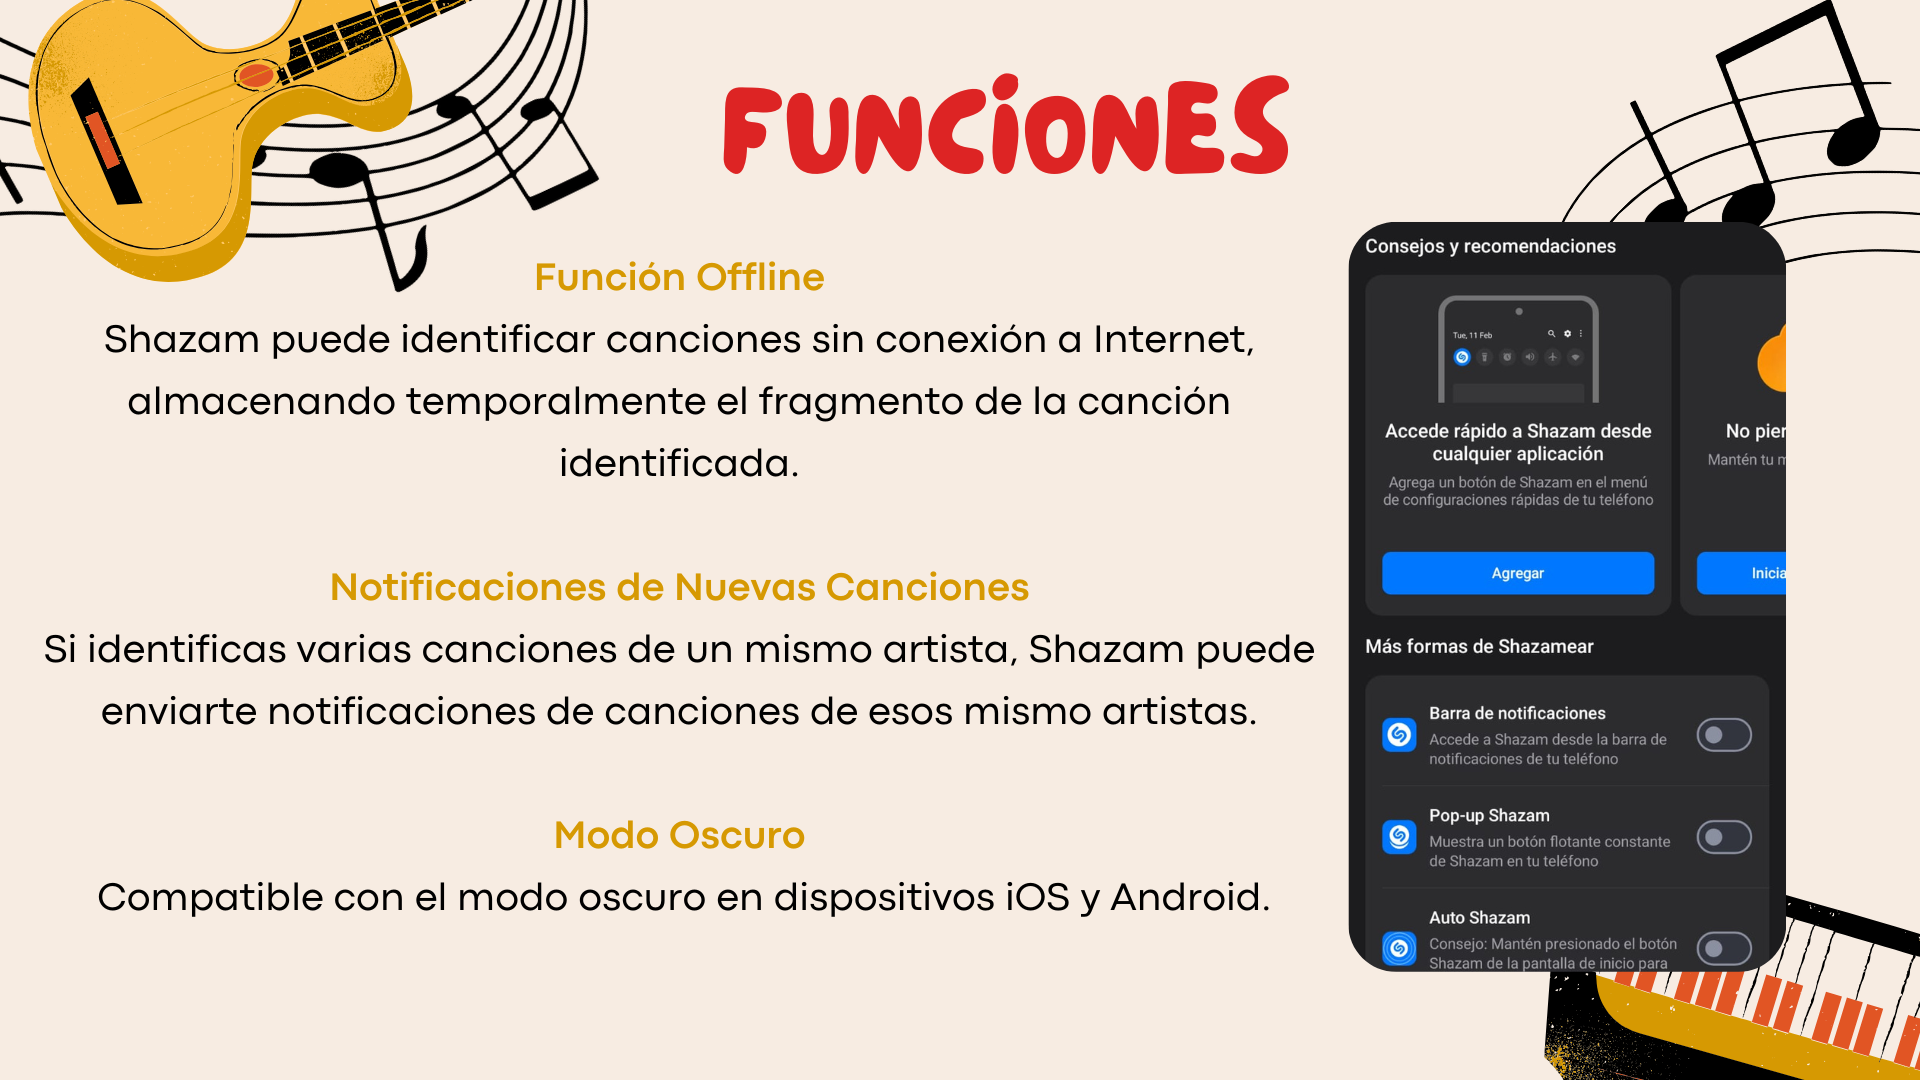 FUNCiONES
Función Offline
Shazam puede identificar canciones sin conexión a Internet,
almacenando temporalmente el fragmento de la canción
identificada.
Notificaciones de Nuevas Canciones
Si identificas varias canciones de un mismo artista, Shazam puede
enviarte notificaciones de canciones de esos mismo artistas.
Modo Oscuro
Compatible con el modo oscuro en dispositivos iOS y Android.
Consejos y recomendaciones
Tue, 11 Feb
Accede rápido a Shazam desde
cualquier aplicación
Agrega un botón de Shazam en el menú
de configuraciones rápidas de tu teléfono
Agregar
No pier
Mantén tu m
Inicia
Más formas de Shazamear
Barra de notificaciones
Accede a Shazam desde la barra de
notificaciones de tu teléfono
Pop-up Shazam
Muestra un botón flotante constante
de Shazam en tu teléfono
Auto Shazam
Consejo: Mantén presionado el botón
Shazam de la pantalla de inicio para